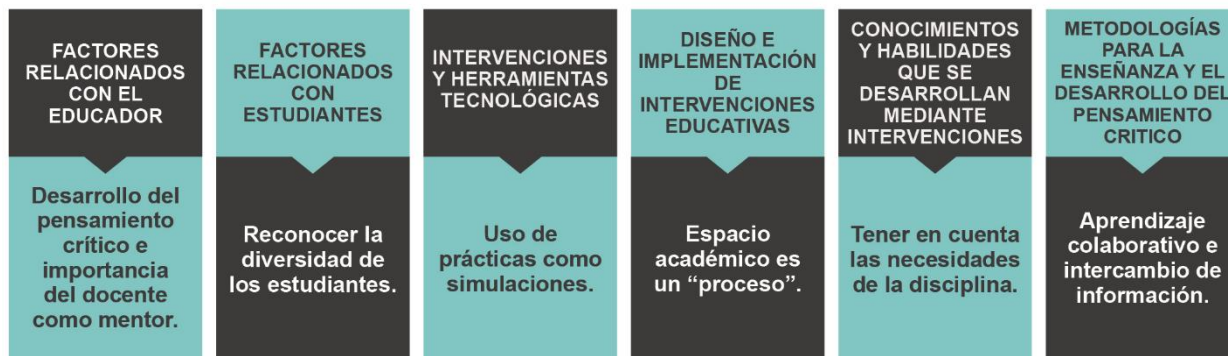 FACTORES
RELACIONADOS
CON EL
EDUCADOR
Desarrollo del
pensamiento
crítico e
importancia
del docente
como mentor.
FACTORES
RELACIONADOS
CON
ESTUDIANTES
Reconocer la
diversidad de
los estudiantes.
INTERVENCIONES
Y HERRAMIENTAS
TECNOLÓGICAS
Uso de
prácticas como
simulaciones.
DISEÑO E
IMPLEMENTACIÓN
DE
INTERVENCIONES
EDUCATIVAS
Espacio
académico es
un “proceso”.
CONOCIMIENTOS
Y HABILIDADES
QUE SE
DESARROLLAN
MEDIANTE
INTERVENCIONES
Tener en cuenta
las necesidades
de la disciplina.
METODOLOGÍAS
PARA LA
ENSEÑANZA Y EL
DESARROLLO DEL
PENSAMIENTO
CRITICO
Aprendizaje
colaborativo e
intercambio de
información.